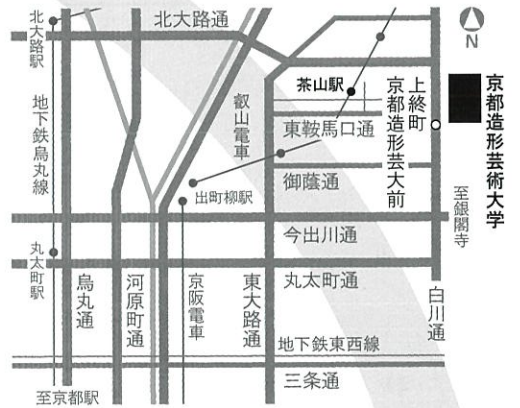 北大路通
北大路駅
N
茶山駅
上終町
京都造形芸大前
京都造形芸術大学
叡山電車
地下鉄烏丸線
東鞍馬口通
御蔭通
出町柳駅
至銀閣寺
今出川通
丸太町駅
丸太町通
烏丸通
河原町通
京阪電車
東大路通
白川通
地下鉄東西線
三条通
至京都駅